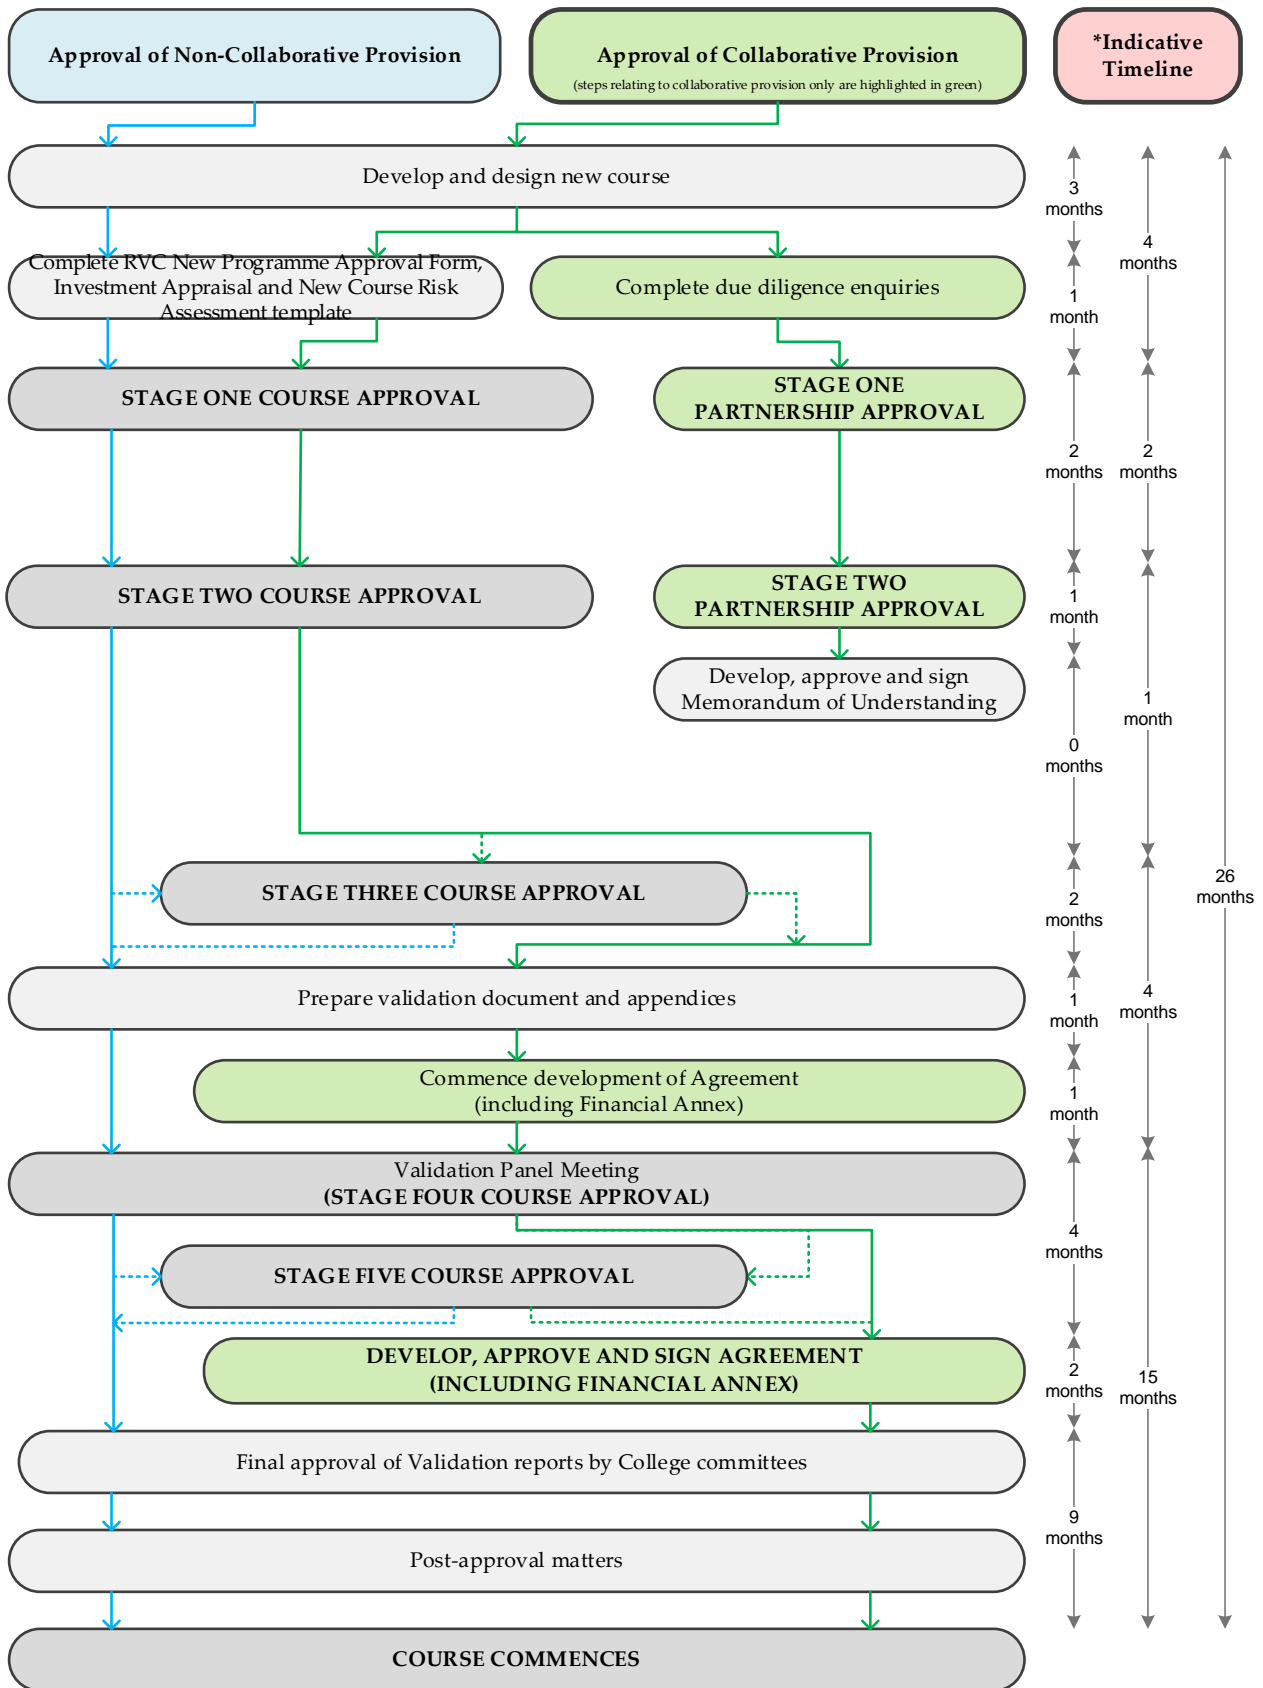 Approval of Non-Collaborative Provision
Approval of Collaborative Provision
(steps relating to collaborative provision only are highlighted in green)
*Indicative
Timeline
Develop and design new course
3
months
4
months
Complete RVC New Programme Approval Form,
Investment Appraisal and New Course Risk
Assessment template
Complete due diligence enquiries
1
month
STAGE ONE COURSE APPROVAL
STAGE ONE
PARTNERSHIP APPROVAL
2
months
2
months
STAGE TWO COURSE APPROVAL
STAGE TWO
PARTNERSHIP APPROVAL
1
month
Develop, approve and sign
Memorandum of Understanding
1
month
0
months
STAGE THREE COURSE APPROVAL
2
months
26
months
Prepare validation document and appendices
1
month
4
months
Commence development of Agreement
(including Financial Annex)
1
month
Validation Panel Meeting
(STAGE FOUR COURSE APPROVAL)
4
months
STAGE FIVE COURSE APPROVAL
DEVELOP, APPROVE AND SIGN AGREEMENT
(INCLUDING FINANCIAL ANNEX)
2
months
15
months
Final approval of Validation reports by College committees
9
months
Post-approval matters
COURSE COMMENCES